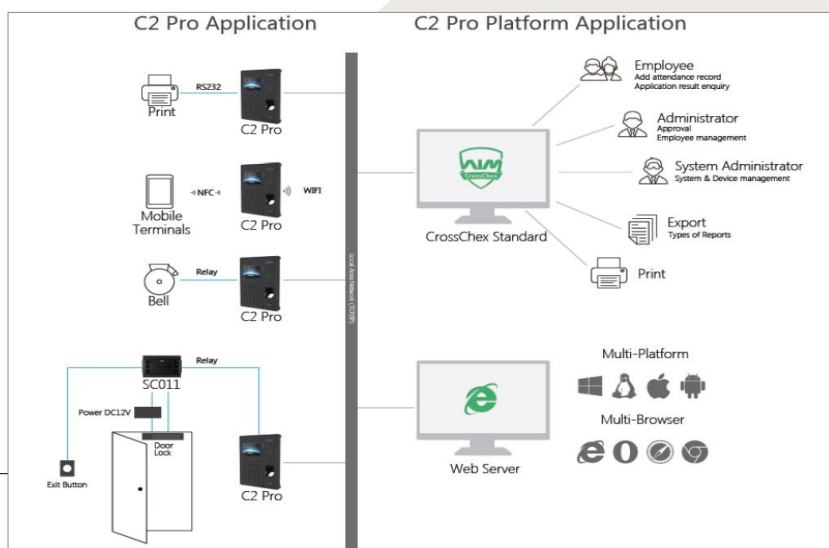 C2 Pro Application
C2 Pro Platform Application
RS232
Print
C2 Pro
NFC
WIFI
Mobile
Terminals
C2 Pro
Relay
Bell
C2 Pro
Relay
SC011
Power DC12V
Door
Lock
Exit Button
C2 Pro
Local Area Network (TCP/IP)
CrossChex
CrossChex Standard
Employee
Add attendance record
Application result enquiry
Administrator
Approval
Employee management
System Administrator
System & Device management
Export
Types of Reports
Print
Web Server
Multi-Platform
Multi-Browser